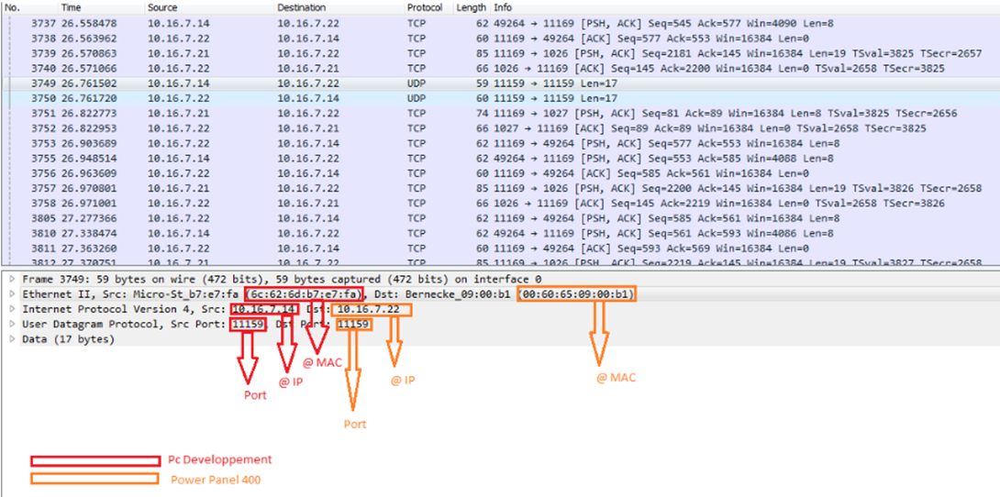 No. Time Source Destination Protocol Length Info
3737 26.558478 10.16.7.14 10.16.7.22 TCP 62 49264 → 11169 [PSH, ACK] Seq=545 Ack=577 Win=4090 Len=8
3738 26.563962 10.16.7.22 10.16.7.14 TCP 60 11169 → 49264 [ACK] Seq=577 Ack=553 Win=16384 Len=0
3739 26.570863 10.16.7.22 10.16.7.21 TCP 85 11169 → 1026 [PSH, ACK] Seq=2181 Ack=145 Win=16384 Len=19 TSval=3825 TSecr=2657
3740 26.571066 10.16.7.21 10.16.7.22 TCP 66 1026 → 11169 [ACK] Seq=145 Ack=2200 Win=16384 Len=0 TSval=2658 TSecr=3825
3749 26.761502 10.16.7.14 10.16.7.22 UDP 59 11159 → 11159 Len=17
3750 26.761720 10.16.7.22 10.16.7.14 UDP 60 11159 → 11159 Len=17
3751 26.822773 10.16.7.21 10.16.7.22 TCP 74 11169 → 1027 [PSH, ACK] Seq=81 Ack=89 Win=16384 Len=8 TSval=3825 TSecr=2656
3752 26.822953 10.16.7.22 10.16.7.21 TCP 66 1027 → 11169 [ACK] Seq=89 Ack=89 Win=16384 Len=0 TSval=2658 TSecr=3825
3753 26.903689 10.16.7.22 10.16.7.14 TCP 62 11169 → 49264 [PSH, ACK] Seq=577 Ack=553 Win=16384 Len=8
3755 26.948514 10.16.7.14 10.16.7.22 TCP 62 49264 → 11169 [PSH, ACK] Seq=553 Ack=585 Win=4088 Len=8
3756 26.963609 10.16.7.22 10.16.7.14 TCP 60 11169 → 49264 [ACK] Seq=585 Ack=561 Win=16384 Len=0
3757 26.970801 10.16.7.22 10.16.7.21 TCP 85 11169 → 1026 [PSH, ACK] Seq=2200 Ack=145 Win=16384 Len=19 TSval=3826 TSecr=2658
3758 26.971001 10.16.7.21 10.16.7.22 TCP 66 1026 → 11169 [ACK] Seq=145 Ack=2219 Win=16384 Len=0 TSval=2658 TSecr=3826
3805 27.277366 10.16.7.22 10.16.7.14 TCP 62 11169 → 49264 [PSH, ACK] Seq=585 Ack=561 Win=16384 Len=8
3810 27.338474 10.16.7.14 10.16.7.22 TCP 62 49264 → 11169 [PSH, ACK] Seq=561 Ack=593 Win=4086 Len=8
3811 27.363260 10.16.7.22 10.16.7.14 TCP 60 11169 → 49264 [ACK] Seq=593 Ack=569 Win=16384 Len=0
3812 27.370751 10.16.7.22 10.16.7.21 TCP 85 11169 → 1026 [PSH, ACK] Seq=2219 Ack=145 Win=16384 Len=19 TSval=3827 TSecr=2658
Frame 3749: 59 bytes on wire (472 bits), 59 bytes captured (472 bits) on interface 0
Ethernet II, Src: Micro-St_b7:e7:fa (6c:62:6d:b7:e7:fa), Dst: Bernecke_09:00:b1 (00:60:65:09:00:b1)
Internet Protocol Version 4, Src: 10.16.7.14, Dst: 10.16.7.22
User Datagram Protocol, Src Port: 11159, Dst Port: 11159
Data (17 bytes)
@ MAC
@ IP
@ IP
@ MAC
Port
Port
Pc Developpement
Power Panel 400